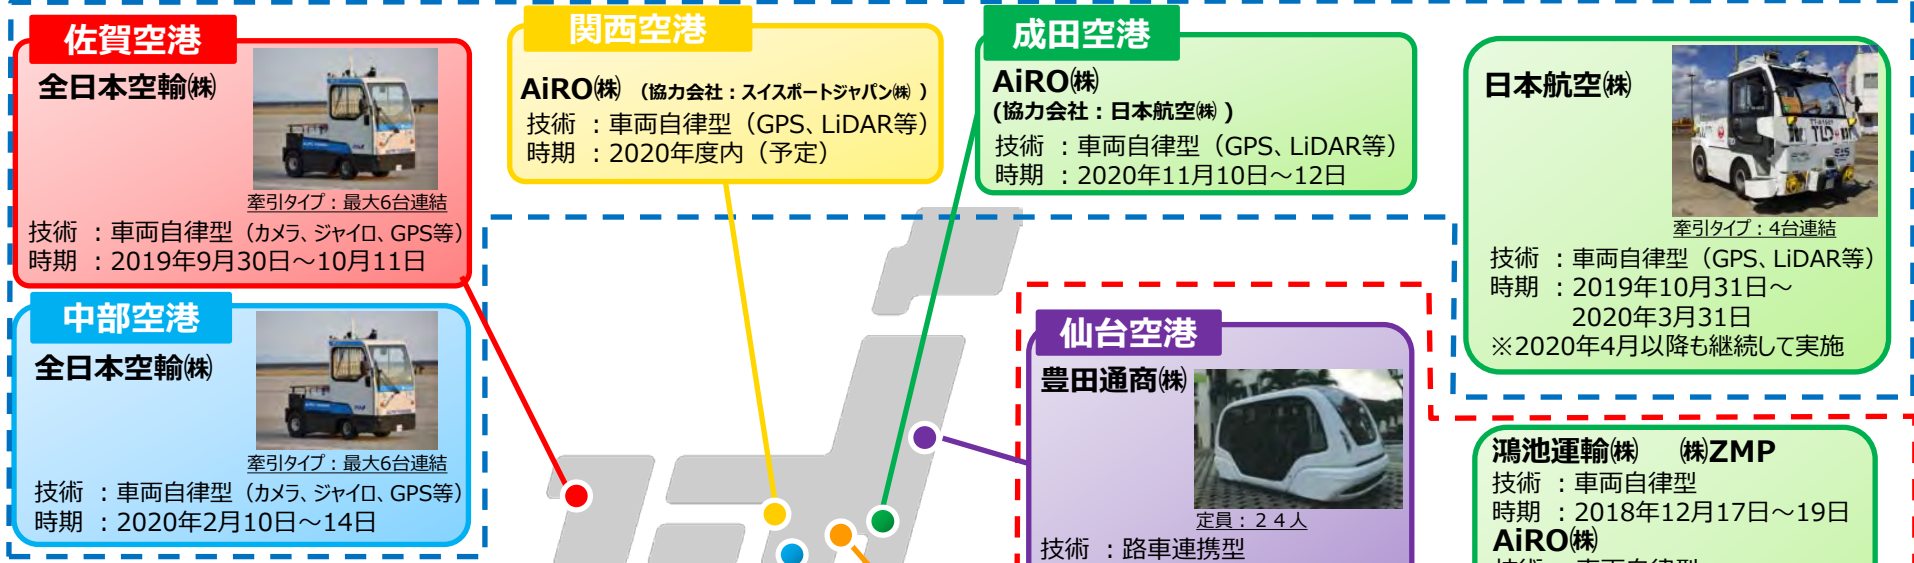 佐賀空港
全日本空輸㈱
牽引タイプ：最大6台連結
技術 ：車両自律型（カメラ、ジャイロ、GPS等）
時期 ：2019年9月30日～10月11日
中部空港
全日本空輸㈱
牽引タイプ：最大6台連結
技術 ：車両自律型（カメラ、ジャイロ、GPS等）
時期 ：2020年2月10日～14日
関西空港
AiRO㈱ （協力会社：スイスポートジャパン㈱ ）
技術 ：車両自律型（GPS、LiDAR等）
時期 ：2020年度内（予定）
成田空港
AiRO㈱
(協力会社：日本航空㈱ )
技術 ：車両自律型（GPS、LiDAR等）
時期 ：2020年11月10日～12日
日本航空㈱
TLD
牽引タイプ：4台連結
技術 ：車両自律型（GPS、LiDAR等）
時期 ：2019年10月31日～
2020年3月31日
※2020年4月以降も継続して実施
仙台空港
豊田通商㈱
定員：２４人
技術 ：路車連携型
鴻池運輸㈱ ㈱ZMP
技術 ：車両自律型
時期 ：2018年12月17日～19日
AiRO㈱